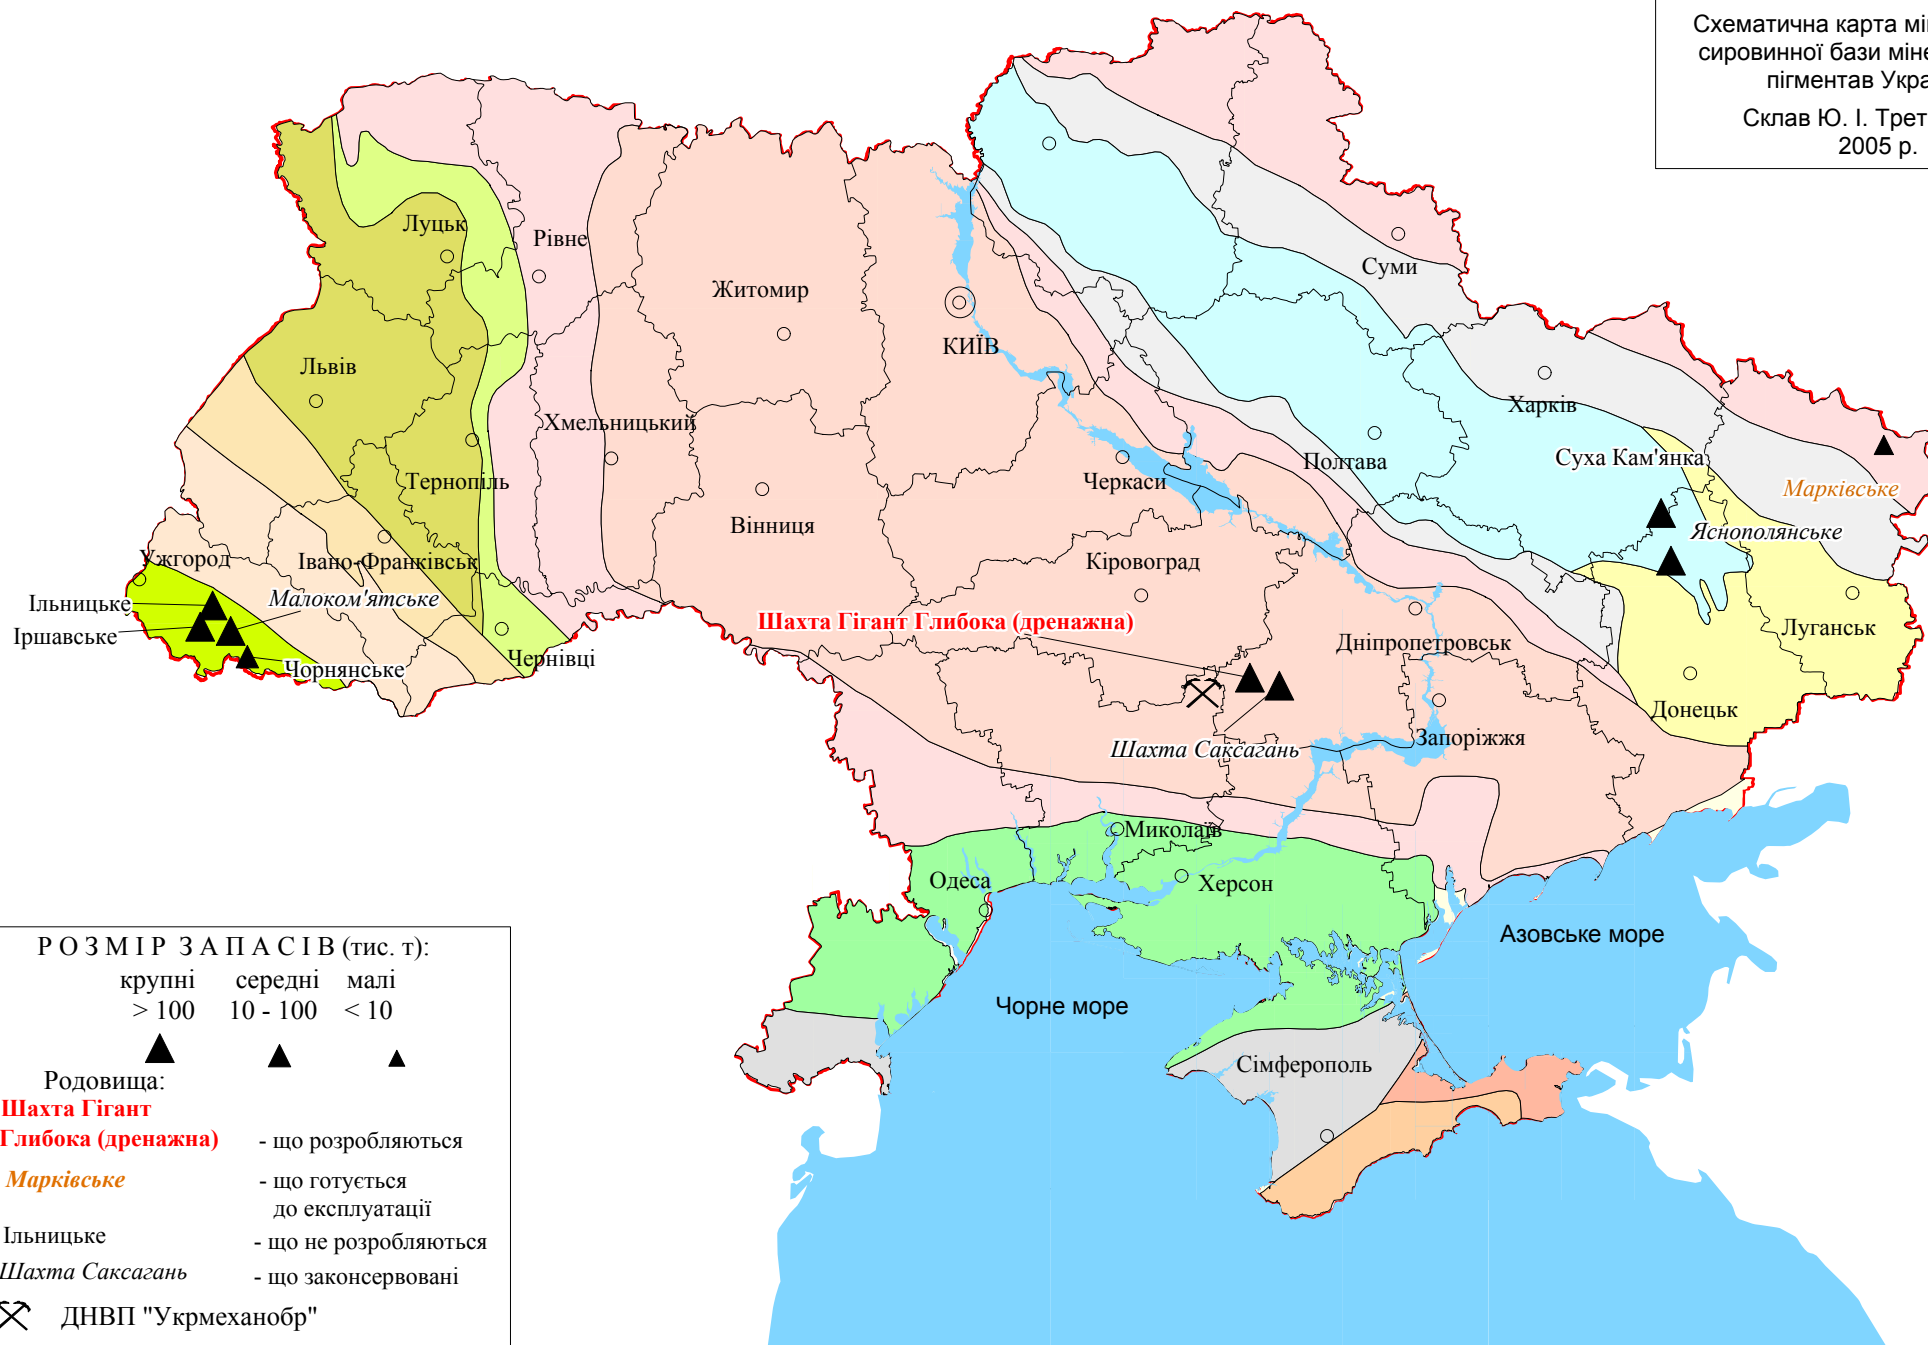 Схематична карта мі
сировинної бази міне
пігментав Укра
Склав Ю. І. Трет
2005 р.
Луцьк
Рівне
Житомир
КИЇВ
Суми
Львів
Хмельницький
Харків
Тернопіль
Вінниця
Черкаси
Полтава
Суха Кам'янка
Марківське
Яснополянське
Ужгород
Івано-Франківськ
Кіровоград
Ільницьке
Малоком'ятське
Іршавське
Шахта Гігант Глибока (дренажна)
Дніпропетровськ
Луганськ
Чорнянське
Чернівці
Донецьк
Шахта Саксагань
Запоріжжя
Миколаїв
Одеса
Херсон
Азовське море
Чорне море
Сімферополь
РОЗМІР ЗАПАСІВ (тис. т):
крупні середні малі
> 100 10 - 100 < 10
Родовища:
Шахта Гігант
Глибока (дренажна) - що розробляються
Марківське - що готується
до експлуатації
Ільницьке - що не розробляються
Шахта Саксагань - що законсервовані
ДНВП "Укрмеханобр"